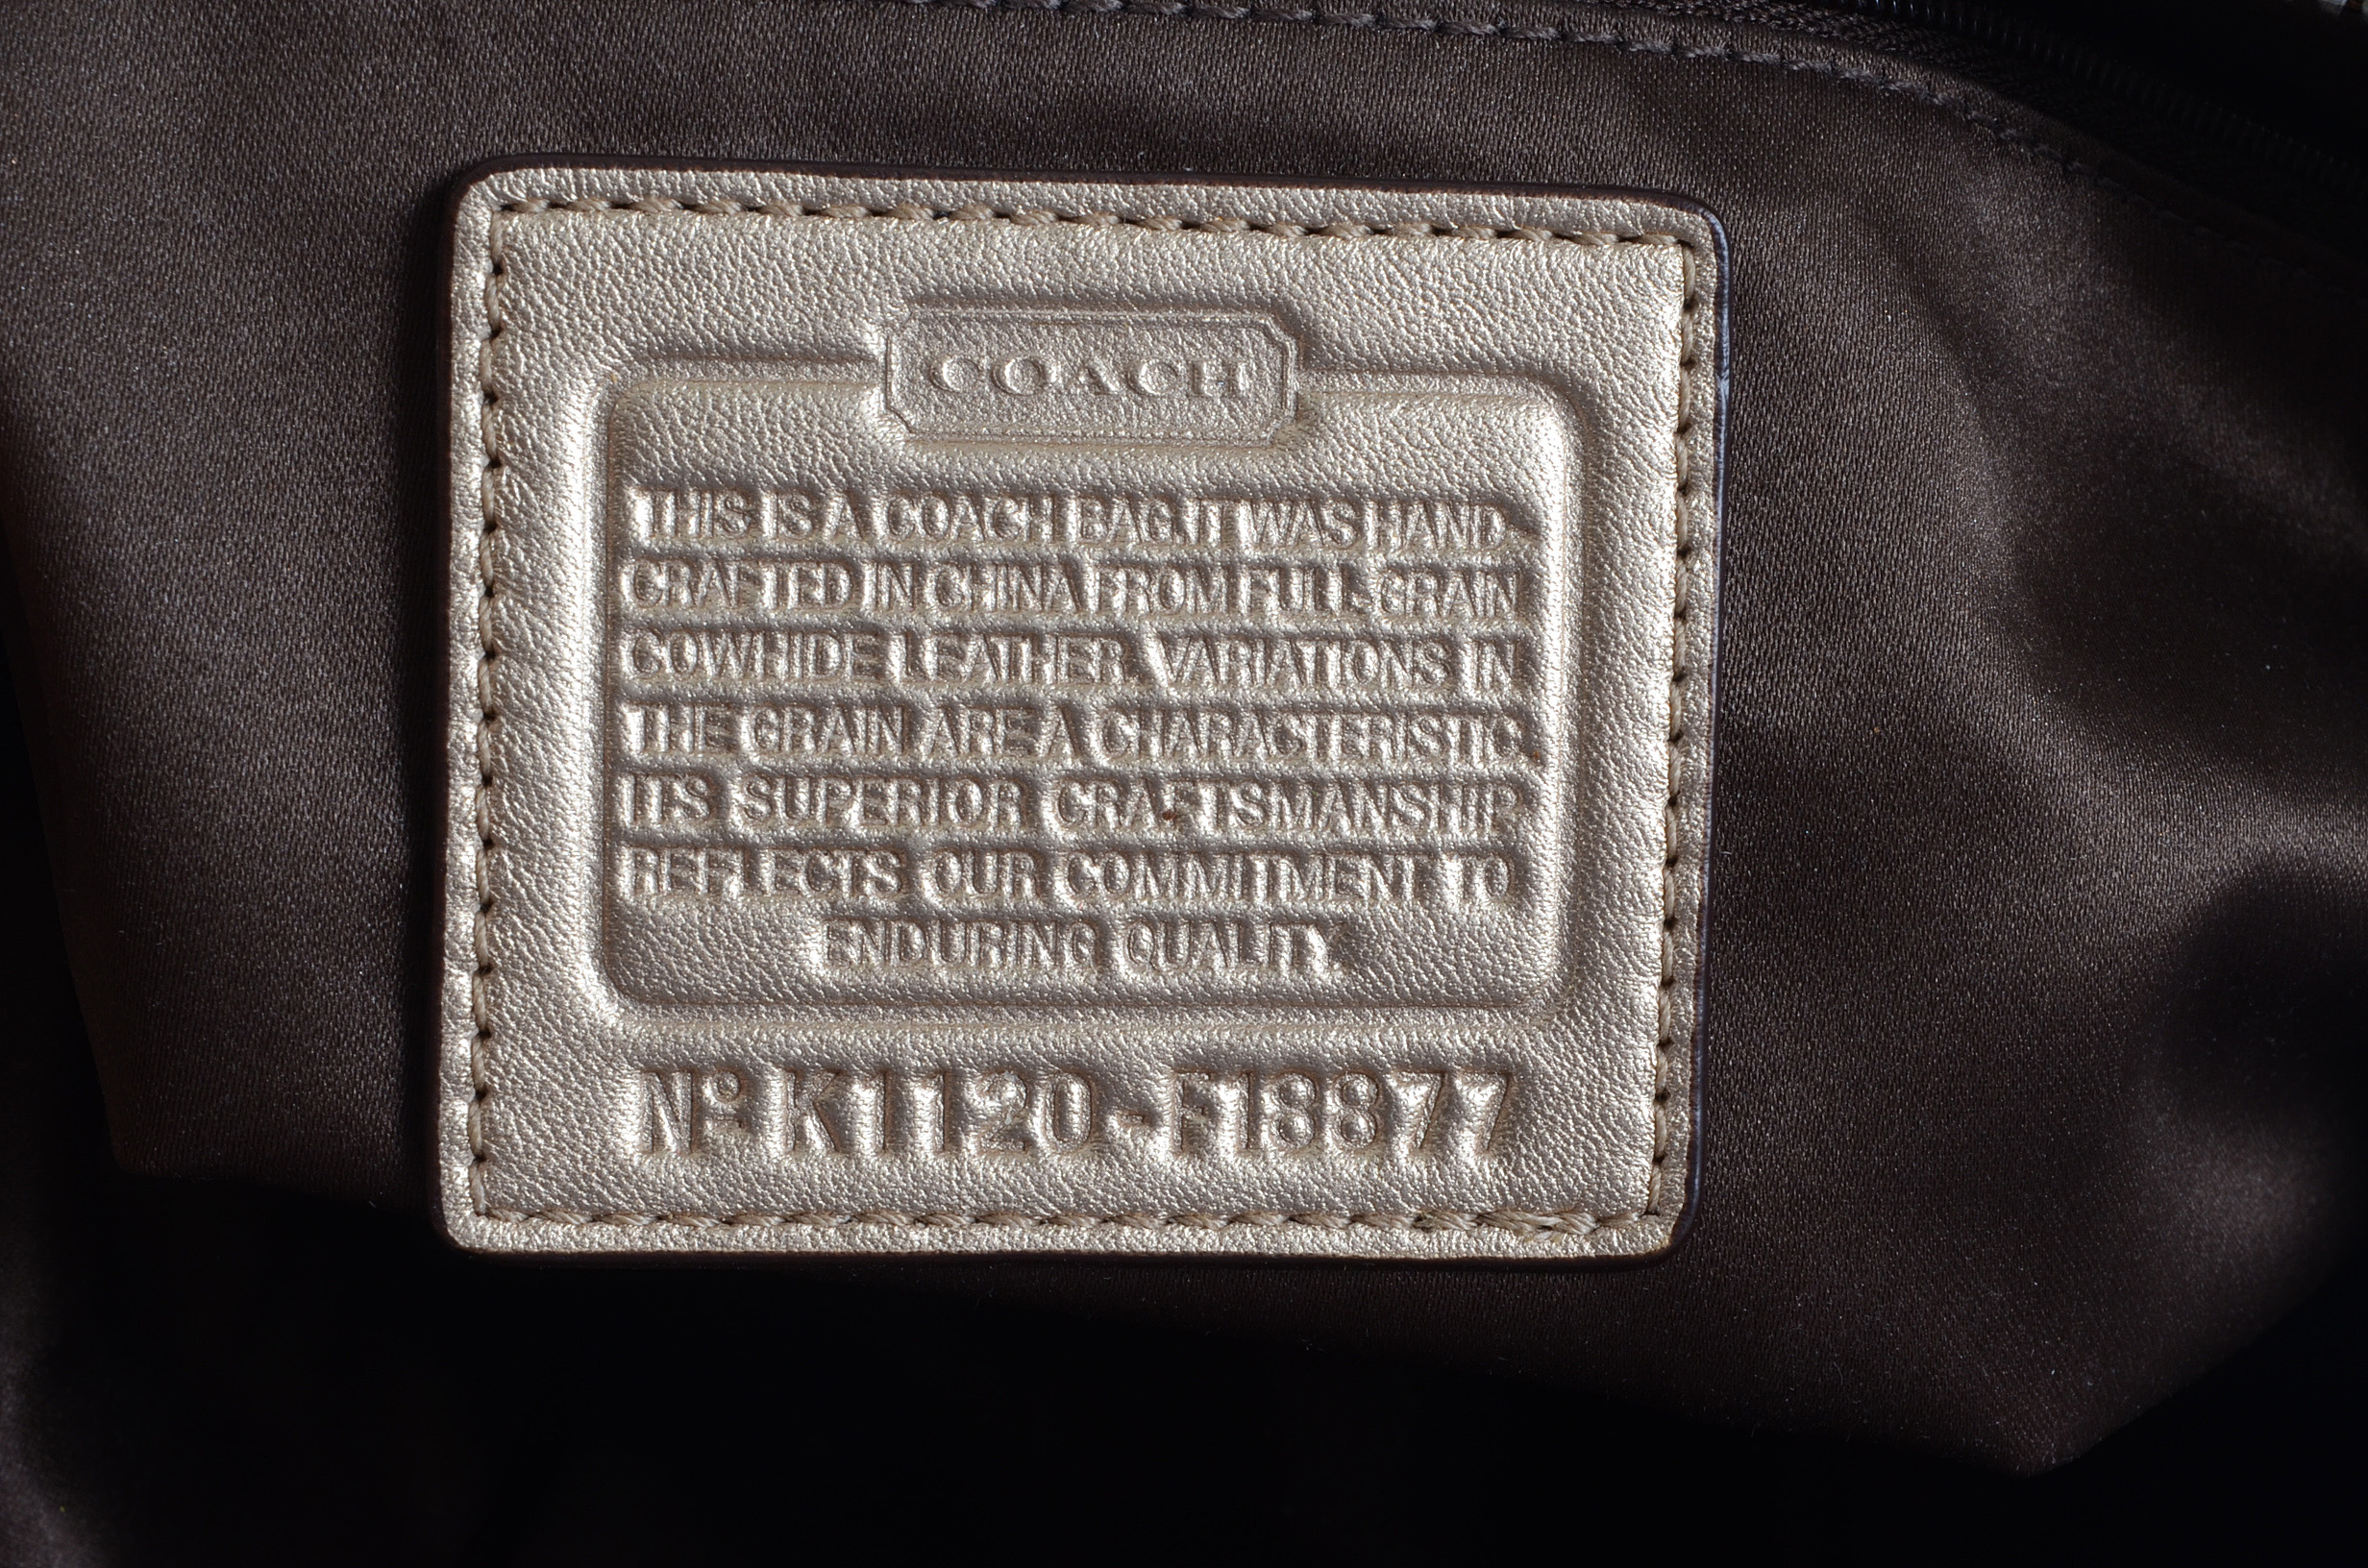 COACH
THIS IS A COACH BAG. IT WAS HAND-
CRAFTED IN CHINA FROM FULL GRAIN
COWHIDE LEATHER. VARIATIONS IN
THE GRAIN ARE A CHARACTERISTIC.
ITS SUPERIOR CRAFTSMANSHIP
REFLECTS OUR COMMITMENT TO
ENDURING QUALITY.
Nº K1120-F18877